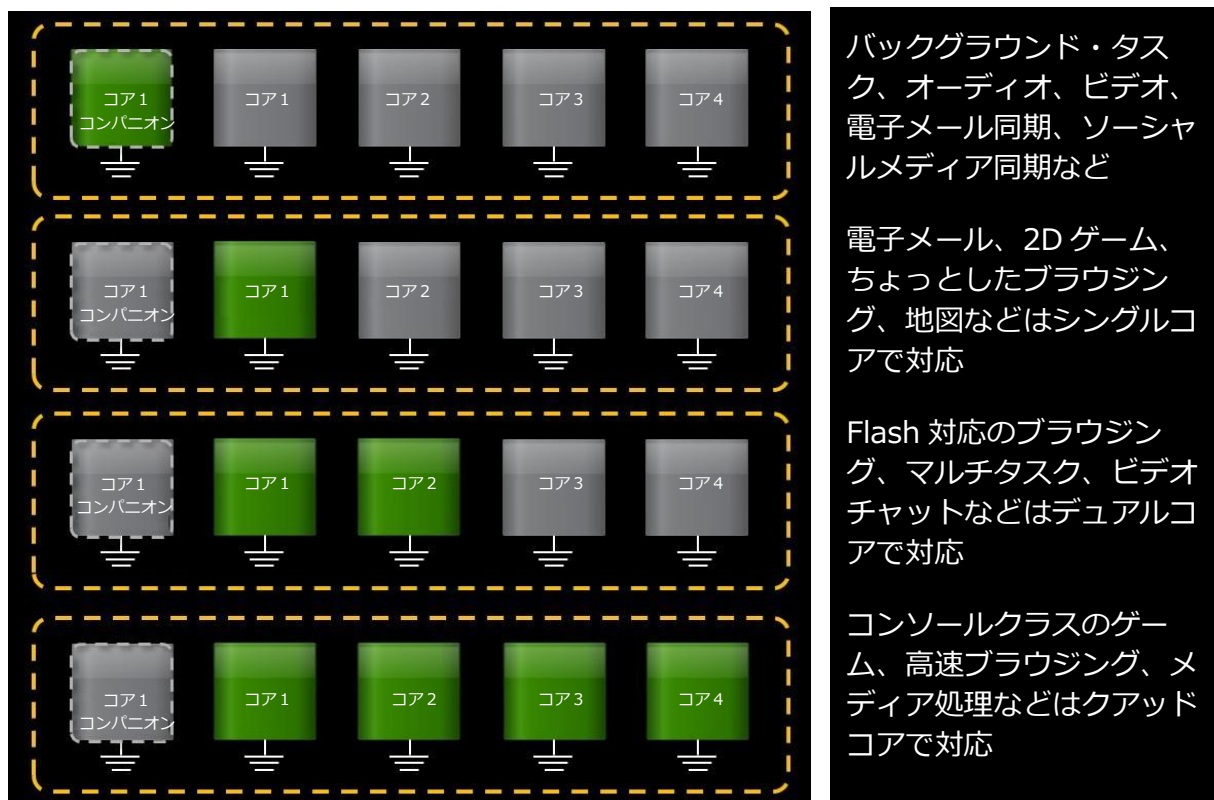 コア1
コンパニオン
コア1
コア2
コア3
コア4
バックグラウンド・タス
ク、オーディオ、ビデオ、
電子メール同期、ソーシャ
ルメディア同期など
コア1
コンパニオン
コア1
コア2
コア3
コア4
電子メール、2D ゲーム、
ちょっとしたブラウジン
グ、地図などはシングルコ
アで対応
コア1
コンパニオン
コア1
コア2
コア3
コア4
Flash 対応のブラウジン
グ、マルチタスク、ビデオ
チャットなどはデュアルコ
アで対応
コア1
コンパニオン
コア1
コア2
コア3
コア4
コンソールクラスのゲー
ム、高速ブラウジング、メ
ディア処理などはクアッド
コアで対応